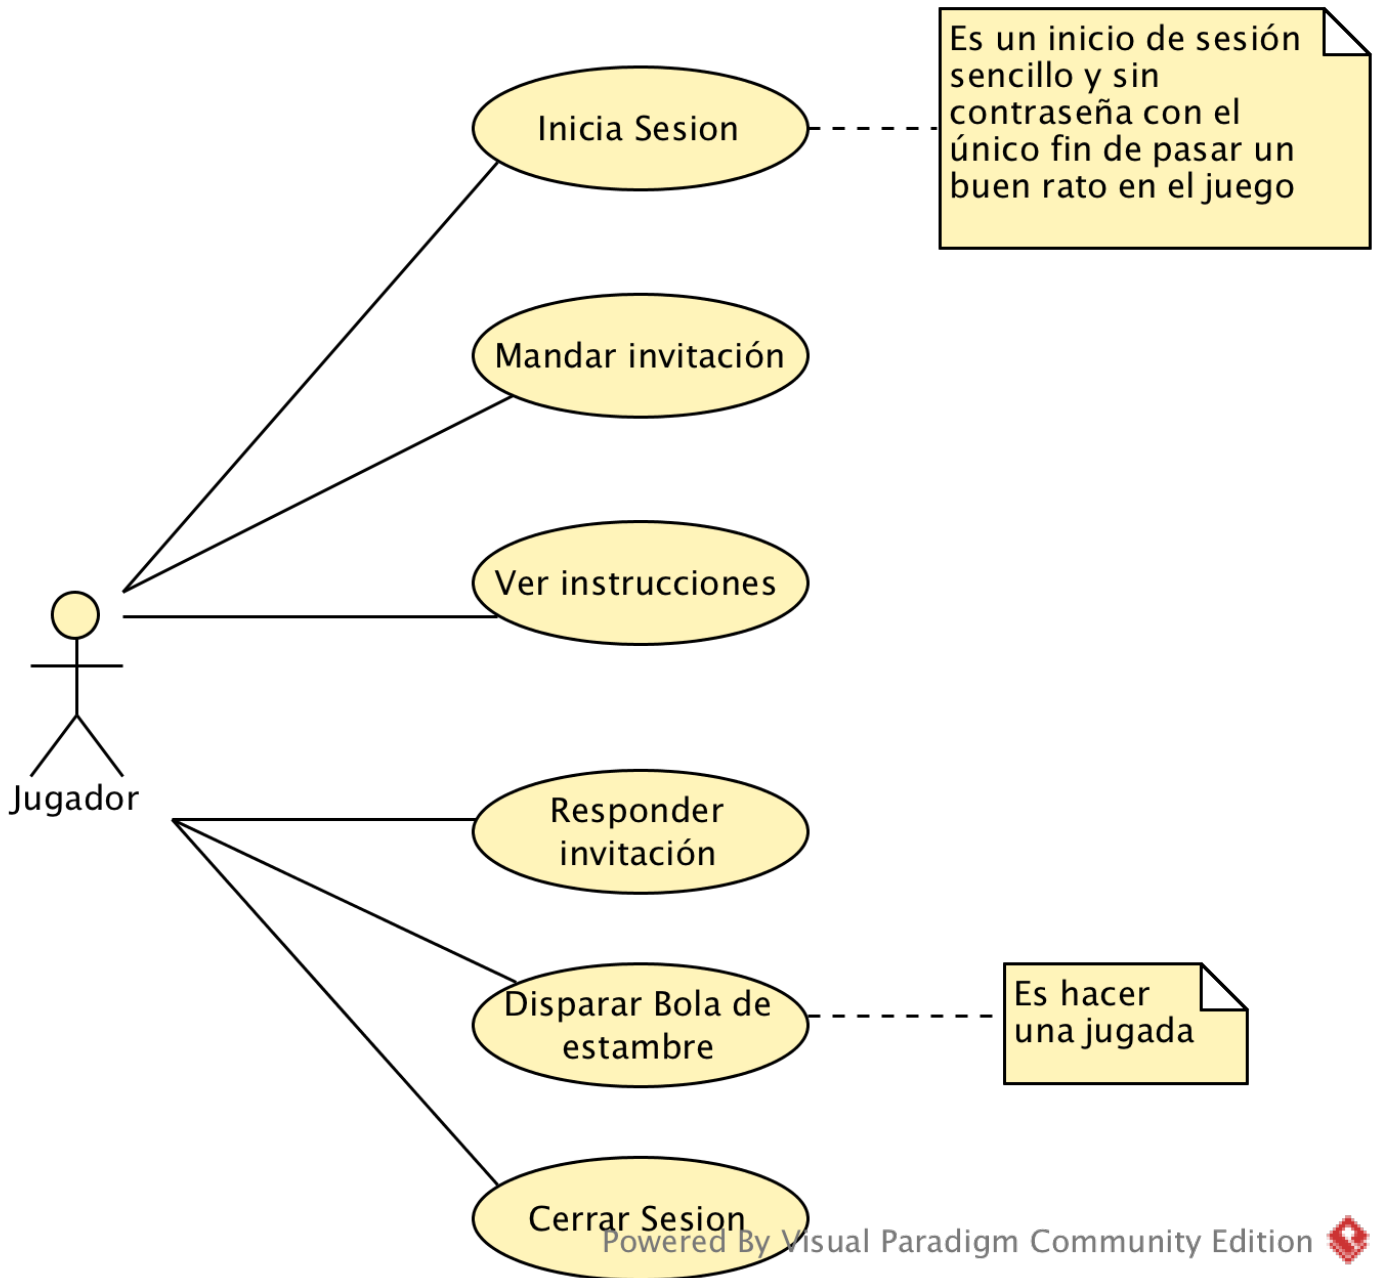 Es un inicio de sesión
sencillo y sin
contraseña con el
único fin de pasar un
buen rato en el juego
Inicia Sesion
Mandar invitación
Ver instrucciones
Jugador
Responder
invitación
Disparar Bola de
estambre
Es hacer
una jugada
Cerrar Sesion
Powered By Visual Paradigm Community Edition